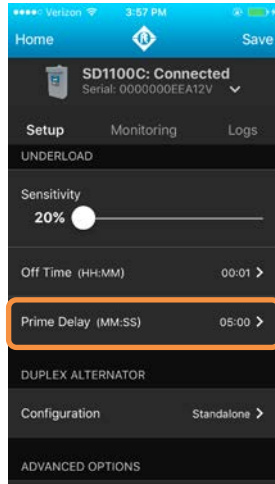 Verizon 3:57 PM
Home Save
SD1100C: Connected
Serial: 0000000EEA12V
Setup Monitoring Logs
UNDERLOAD
Sensitivity
20%
Off Time (HH:MM) 00:01 >
Prime Delay (MM:SS) 05:00 >
DUPLEX ALTERNATOR
Configuration Standalone >
ADVANCED OPTIONS